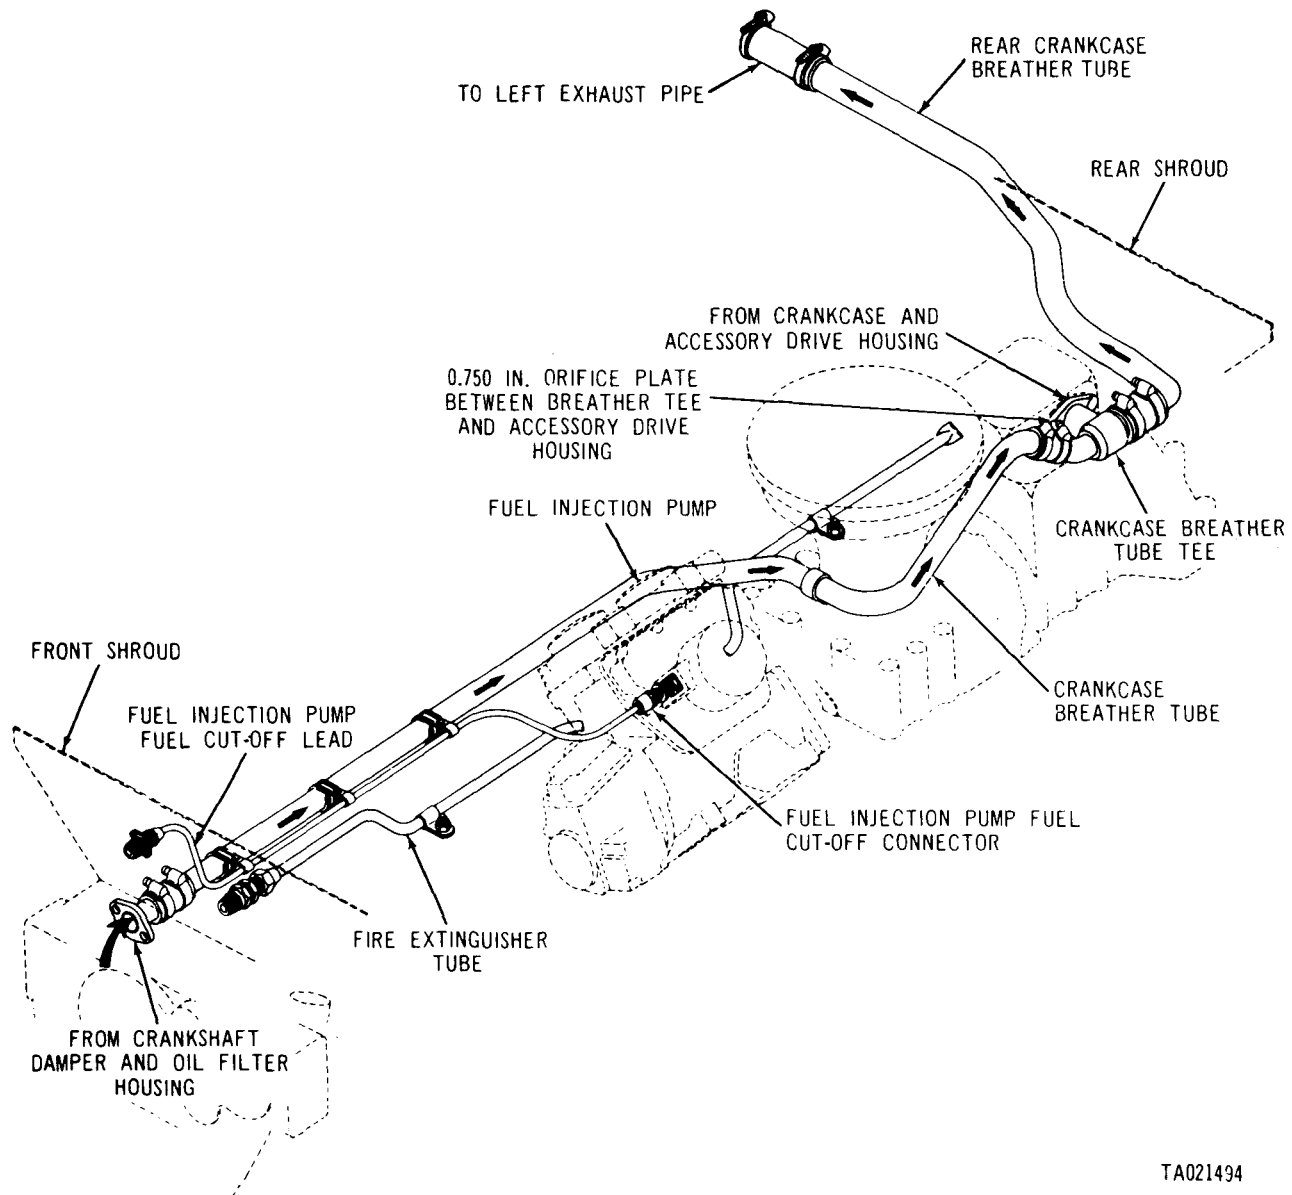 REAR CRANKCASE
BREATHER TUBE
TO LEFT EXHAUST PIPE
REAR SHROUD
FROM CRANKCASE AND
ACCESSORY DRIVE HOUSING
0.750 IN. ORIFICE PLATE
BETWEEN BREATHER TEE
AND ACCESSORY DRIVE
HOUSING
FUEL INJECTION PUMP
CRANKCASE BREATHER
TUBE TEE
FRONT SHROUD
FUEL INJECTION PUMP
FUEL CUT-OFF LEAD
CRANKCASE
BREATHER TUBE
FUEL INJECTION PUMP FUEL
CUT-OFF CONNECTOR
FIRE EXTINGUISHER
TUBE
FROM CRANKSHAFT
DAMPER AND OIL FILTER
HOUSING
TA021494